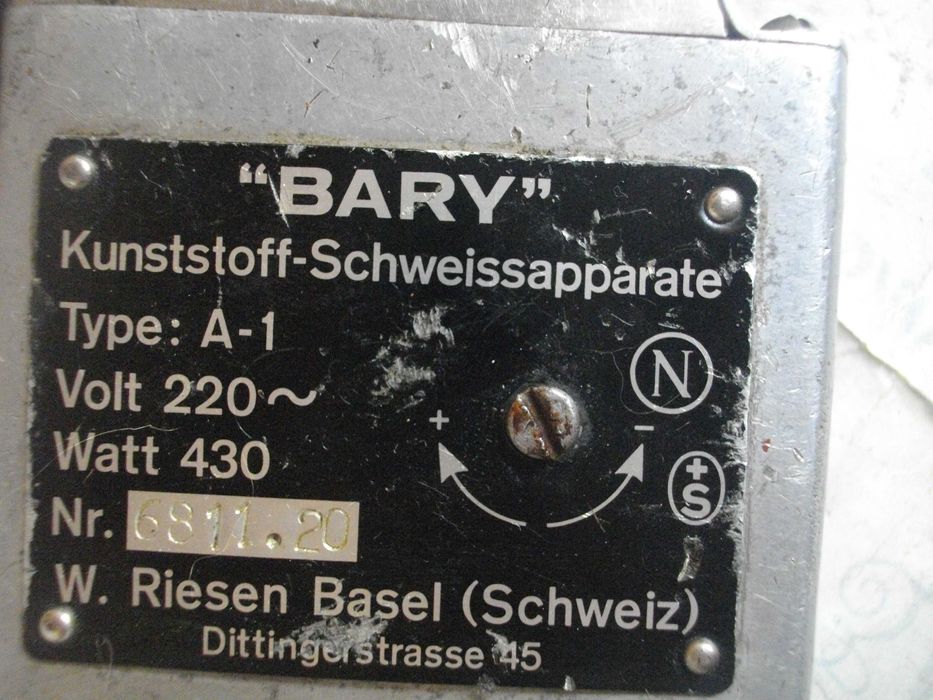 "BARY"
Kunststoff-Schweissapparate
Type: A-1
Volt 220~
Watt 430
N
+ -
+S
Nr. 6811.20
W. Riesen Basel (Schweiz)
Dittingerstrasse 45